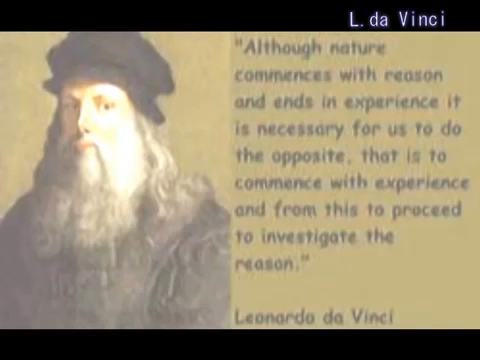 L.da Vinci
"Although nature
commences with reason
and ends in experience it
is necessary for us to do
the opposite, that is to
commence with experience
and from this to proceed
to investigate the
reason."
Leonardo da Vinci